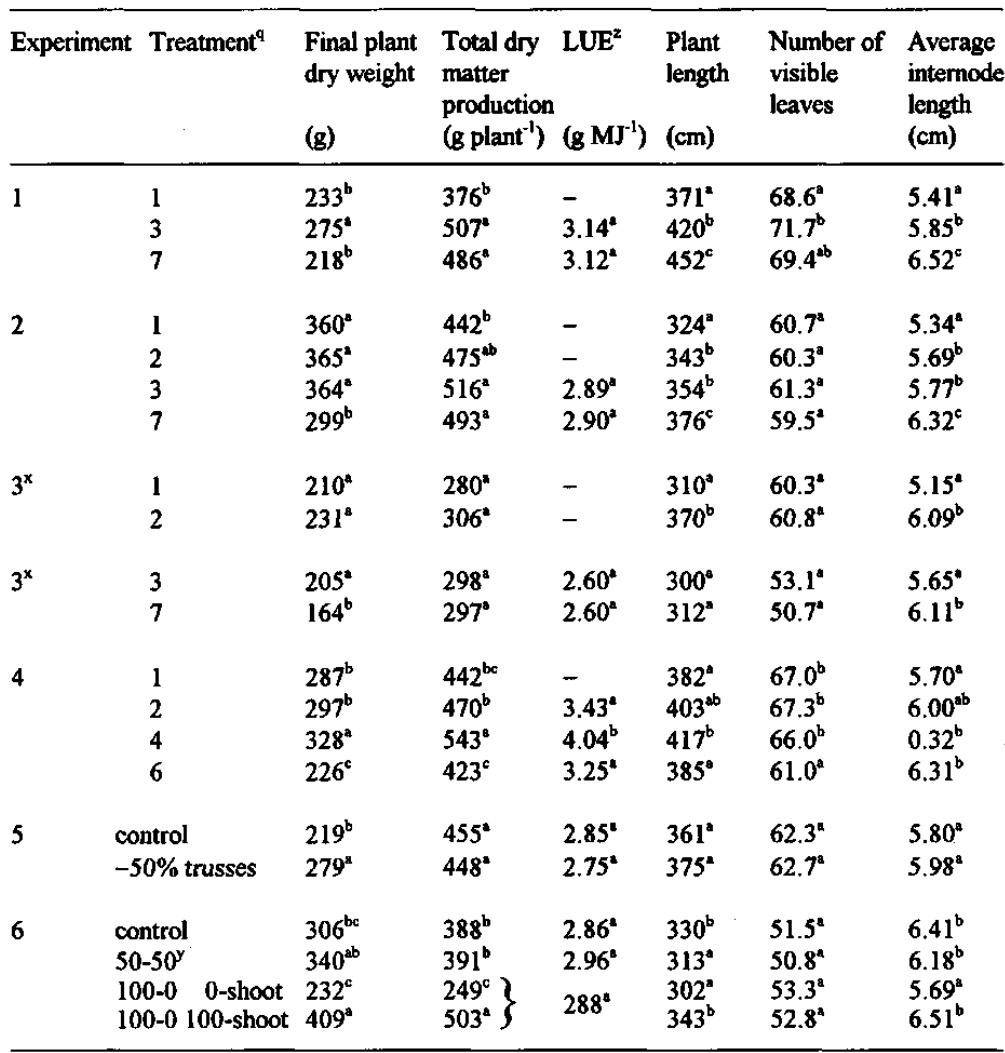 Experiment Treatment^q Final plant Total dry LUE^z Plant Number of Average
dry weight matter length visible internode
production leaves length
(g) (g plant⁻¹) (g MJ⁻¹) (cm) (cm)
1 1 233^b 376^b – 371^a 68.6^a 5.41^a
3 275^a 507^a 3.14^a 420^b 71.7^b 5.85^b
7 218^b 486^a 3.12^a 452^c 69.4^ab 6.52^c
2 1 360^a 442^b – 324^a 60.7^a 5.34^a
2 365^a 475^ab – 343^b 60.3^a 5.69^b
3 364^a 516^a 2.89^a 354^b 61.3^a 5.77^b
7 299^b 493^a 2.90^a 376^c 59.5^a 6.32^c
3^x 1 210^a 280^a – 310^a 60.3^a 5.15^a
2 231^a 306^a – 370^b 60.8^a 6.09^b
3^x 3 205^a 298^a 2.60^a 300^a 53.1^a 5.65^a
7 164^b 297^a 2.60^a 312^a 50.7^a 6.11^b
4 1 287^b 442^bc – 382^a 67.0^b 5.70^a
2 297^b 470^b 3.43^a 403^ab 67.3^b 6.00^ab
4 328^a 543^a 4.04^b 417^b 66.0^b 0.32^b
6 226^c 423^c 3.25^a 385^a 61.0^a 6.31^b
5 control 219^b 455^a 2.85^a 361^a 62.3^a 5.80^a
–50% trusses 279^a 448^a 2.75^a 375^a 62.7^a 5.98^a
6 control 306^bc 388^b 2.86^a 330^b 51.5^a 6.41^b
50-50^y 340^ab 391^b 2.96^a 313^a 50.8^a 6.18^b
100-0 0-shoot 232^c 249^c } 288^a 302^a 53.3^a 5.69^a
100-0 100-shoot 409^a 503^a 343^b 52.8^a 6.51^b